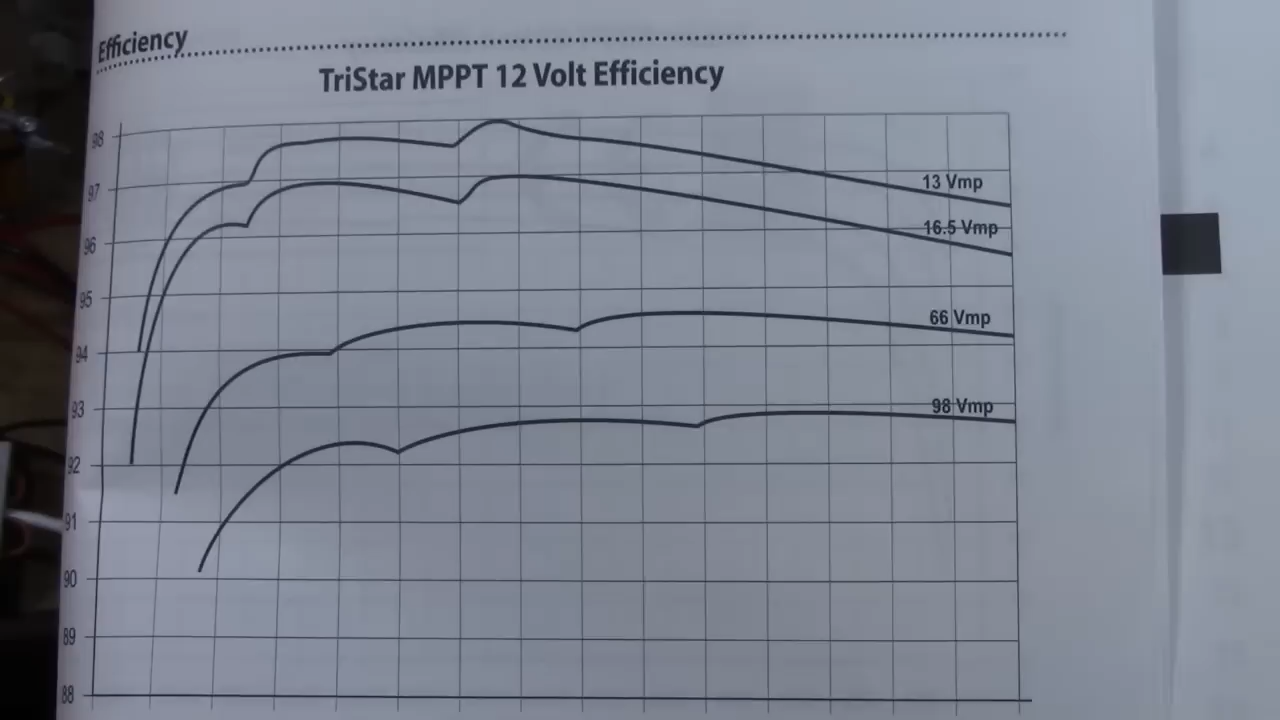 Efficiency
TriStar MPPT 12 Volt Efficiency
98
97
13 Vmp
96
16.5 Vmp
95
94
66 Vmp
93
98 Vmp
92
91
90
89
88